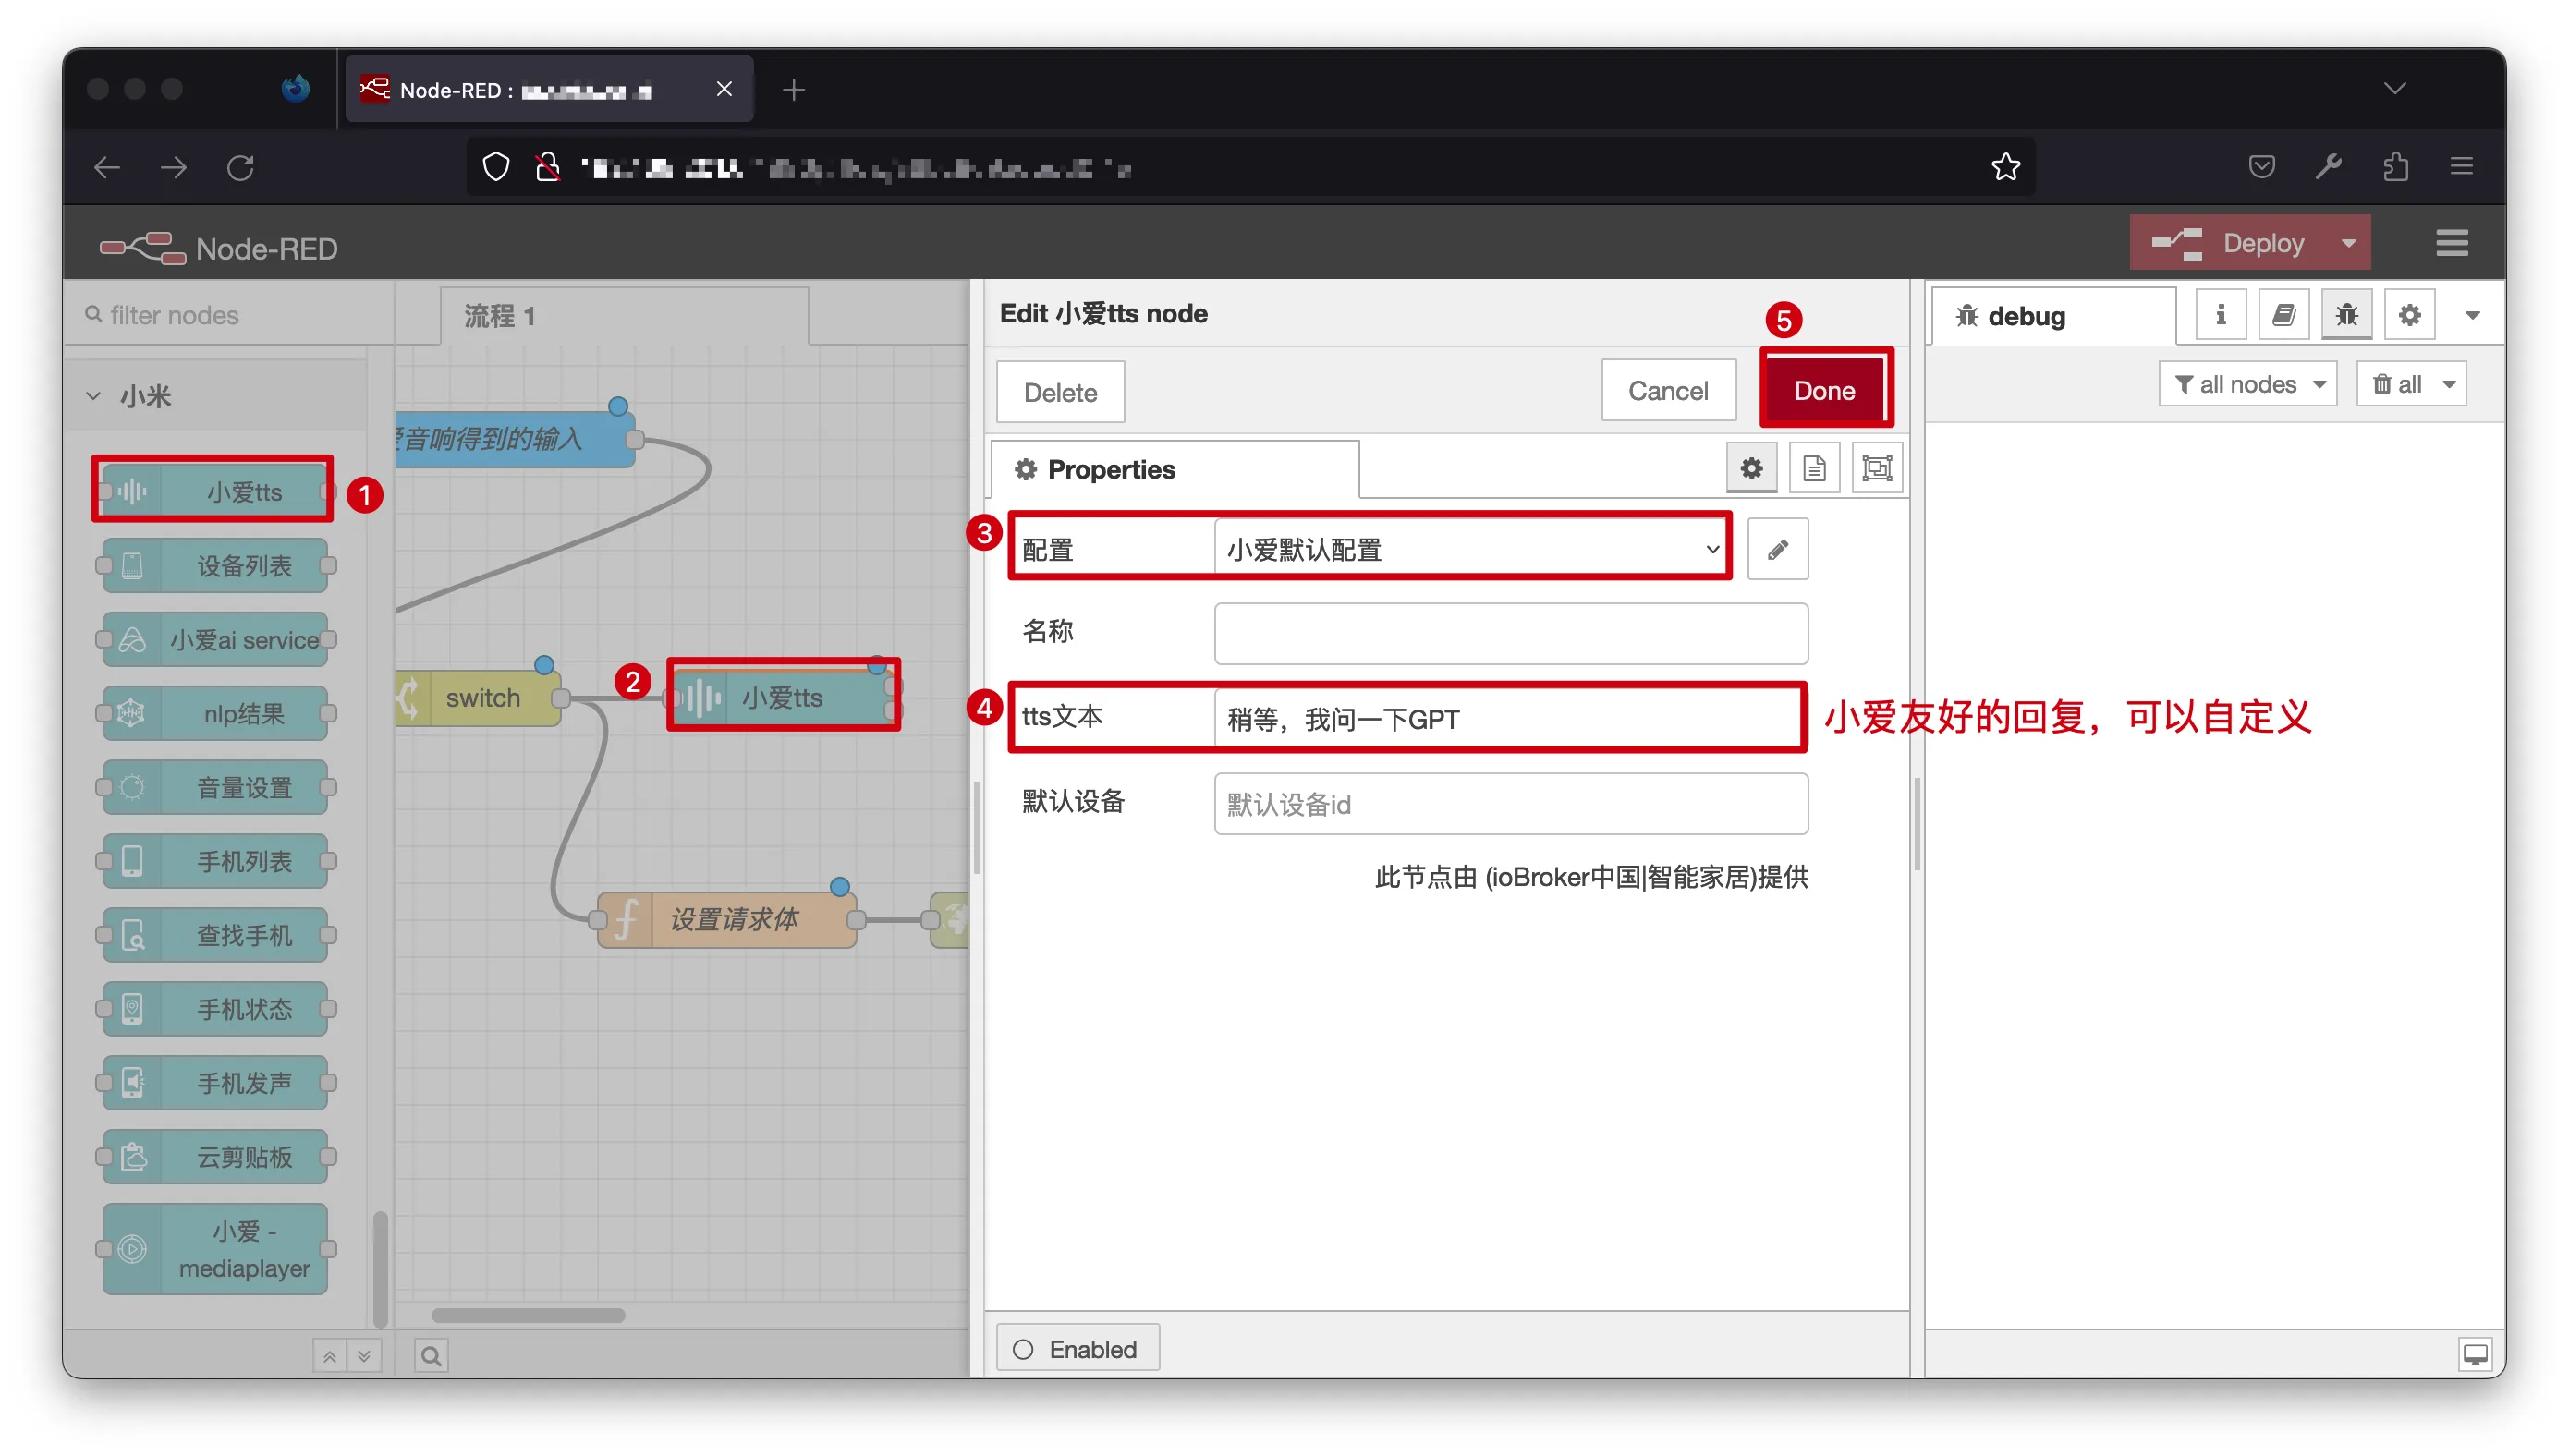 Node-RED :
Node-RED
Deploy
filter nodes
流程 1
小米
小爱tts
1
设备列表
小爱ai service
nlp结果
音量设置
手机列表
查找手机
手机状态
手机发声
云剪贴板
小爱 -
mediaplayer
爱音响得到的输入
switch
2
小爱tts
设置请求体
Edit 小爱tts node
5
Delete
Cancel
Done
Properties
3
配置
小爱默认配置
名称
4
tts文本
稍等，我问一下GPT
小爱友好的回复，可以自定义
默认设备
默认设备id
此节点由 (ioBroker中国|智能家居)提供
Enabled
debug
all nodes
all